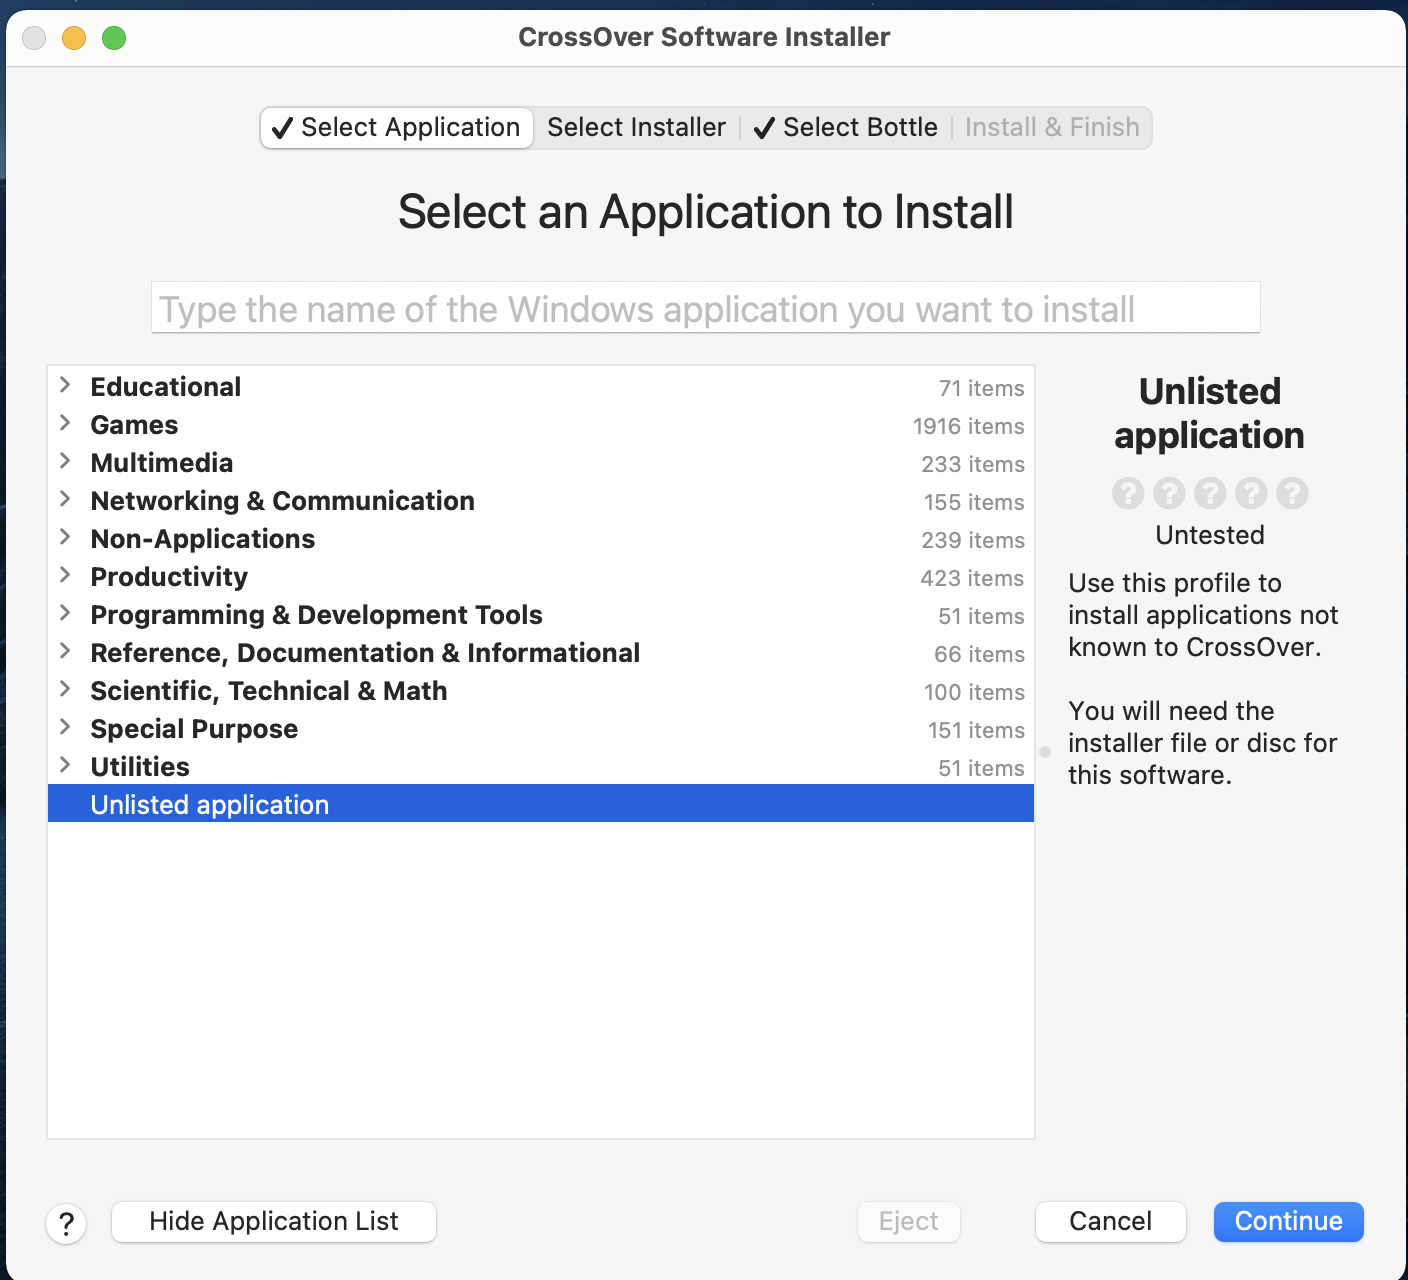 CrossOver Software Installer
✓ Select Application Select Installer ✓ Select Bottle Install & Finish
Select an Application to Install
Type the name of the Windows application you want to install
Educational 71 items
Games 1916 items
Multimedia 233 items
Networking & Communication 155 items
Non-Applications 239 items
Productivity 423 items
Programming & Development Tools 51 items
Reference, Documentation & Informational 66 items
Scientific, Technical & Math 100 items
Special Purpose 151 items
Utilities 51 items
Unlisted application
Unlisted
application
? ? ? ? ?
Untested
Use this profile to
install applications not
known to CrossOver.
You will need the
installer file or disc for
this software.
? Hide Application List Eject Cancel Continue